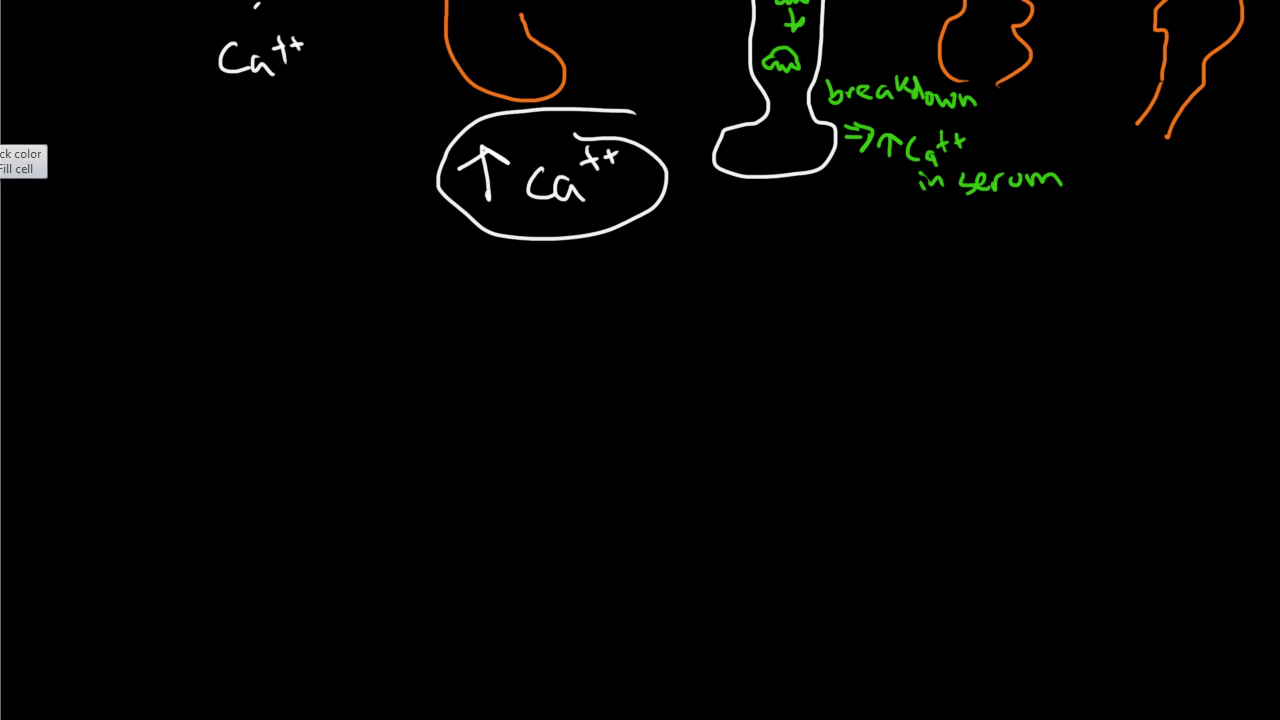 Ca++
breakdown
⇒↑Ca++
in serum
↑ Ca++
ck color
Fill cell